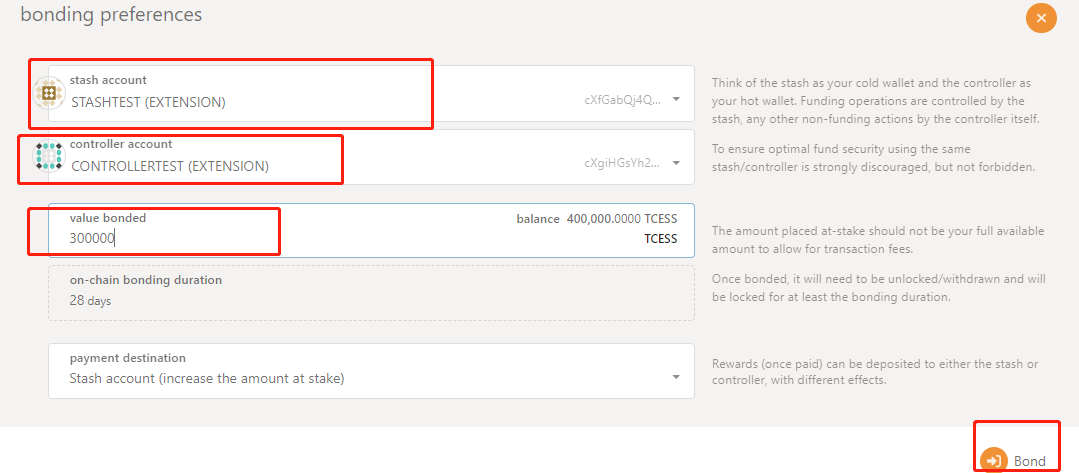 bonding preferences
stash account
STASHTEST (EXTENSION)
cXfGabQj4Q...
Think of the stash as your cold wallet and the controller as
your hot wallet. Funding operations are controlled by the
stash, any other non-funding actions by the controller itself.
controller account
CONTROLLERTEST (EXTENSION)
cXgiHGsYh2...
To ensure optimal fund security using the same
stash/controller is strongly discouraged, but not forbidden.
value bonded
300000
balance 400,000.0000 TCESS
TCESS
The amount placed at-stake should not be your full available
amount to allow for transaction fees.
on-chain bonding duration
28 days
Once bonded, it will need to be unlocked/withdrawn and will
be locked for at least the bonding duration.
payment destination
Stash account (increase the amount at stake)
Rewards (once paid) can be deposited to either the stash or
controller, with different effects.
Bond